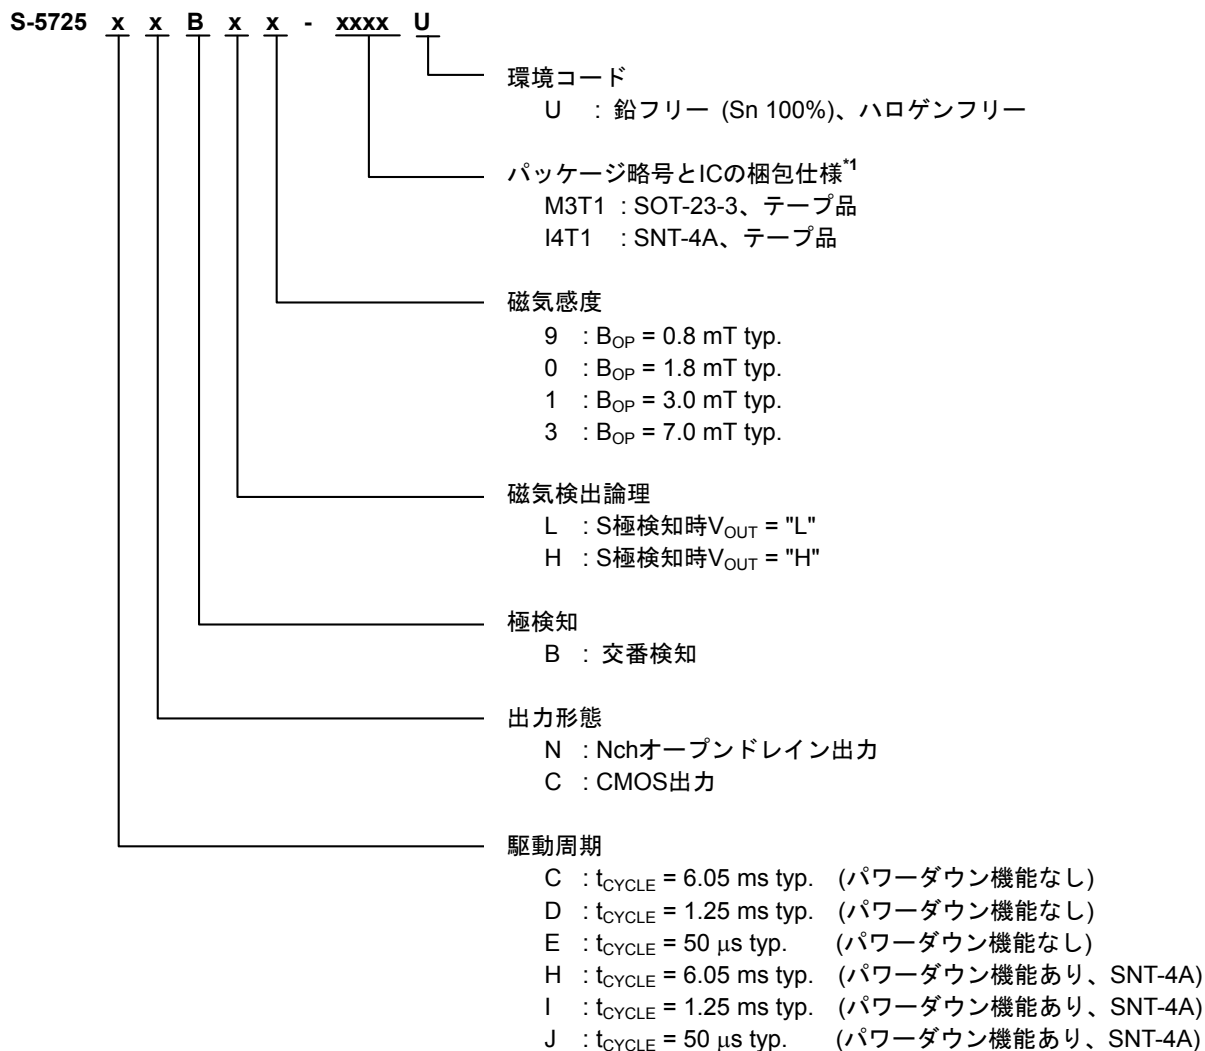 S-5725 x x B x x - xxxx U
環境コード
U : 鉛フリー (Sn 100%)、ハロゲンフリー
パッケージ略号とICの梱包仕様*1
M3T1 : SOT-23-3、テープ品
I4T1 : SNT-4A、テープ品
磁気感度
9 : BOP = 0.8 mT typ.
0 : BOP = 1.8 mT typ.
1 : BOP = 3.0 mT typ.
3 : BOP = 7.0 mT typ.
磁気検出論理
L : S極検知時VOUT = "L"
H : S極検知時VOUT = "H"
極検知
B : 交番検知
出力形態
N : Nchオープンドレイン出力
C : CMOS出力
駆動周期
C : tCYCLE = 6.05 ms typ. (パワーダウン機能なし)
D : tCYCLE = 1.25 ms typ. (パワーダウン機能なし)
E : tCYCLE = 50 μs typ. (パワーダウン機能なし)
H : tCYCLE = 6.05 ms typ. (パワーダウン機能あり、SNT-4A)
I : tCYCLE = 1.25 ms typ. (パワーダウン機能あり、SNT-4A)
J : tCYCLE = 50 μs typ. (パワーダウン機能あり、SNT-4A)